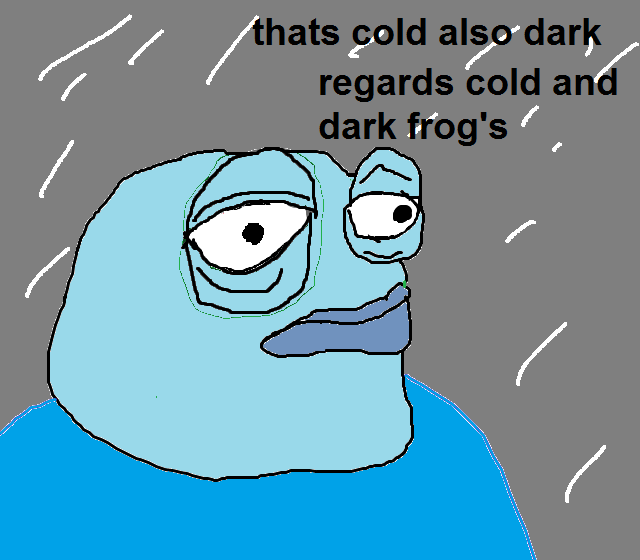 thats cold also dark
regards cold and
dark frog's